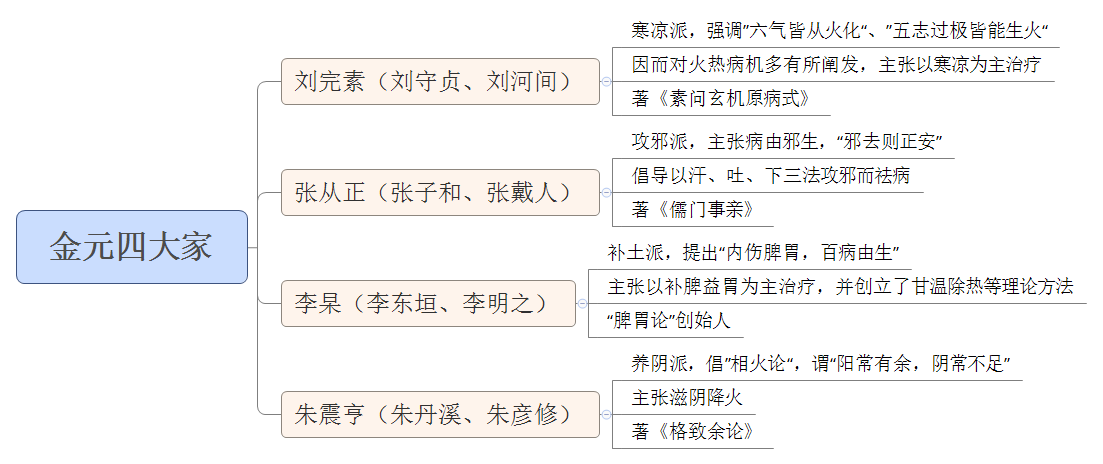 金元四大家
刘完素（刘守贞、刘河间）
寒凉派，强调”六气皆从火化“、”五志过极皆能生火“
因而对火热病机多有所阐发，主张以寒凉为主治疗
著《素问玄机原病式》
张从正（张子和、张戴人）
攻邪派，主张病由邪生，“邪去则正安”
倡导以汗、吐、下三法攻邪而祛病
著《儒门事亲》
李杲（李东垣、李明之）
补土派，提出“内伤脾胃，百病由生”
主张以补脾益胃为主治疗，并创立了甘温除热等理论方法
“脾胃论”创始人
朱震亨（朱丹溪、朱彦修）
养阴派，倡”相火论“，谓“阳常有余，阴常不足”
主张滋阴降火
著《格致余论》